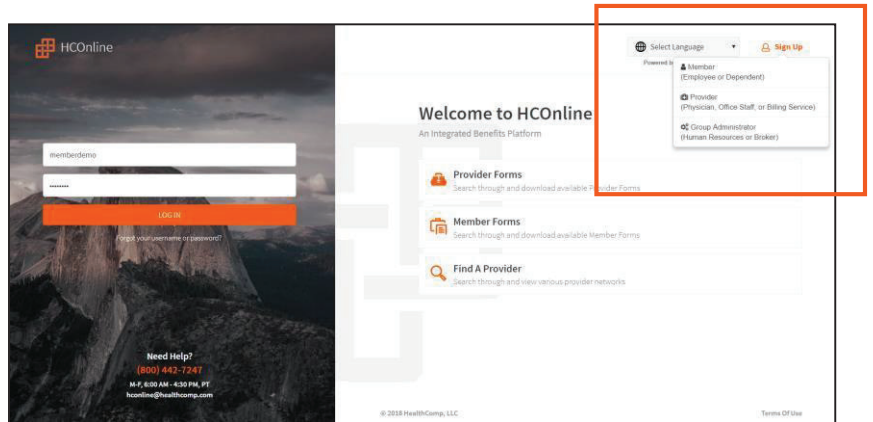 HCOnline
memberdemo
••••••••
LOG IN
Forgot your username or password?
Need Help?
(800) 442-7247
M-F, 6:00 AM - 4:30 PM, PT
hconline@healthcomp.com
Select Language
Sign Up
Powered
Member
(Employee or Dependent)
Provider
(Physician, Office Staff, or Billing Service)
Group Administrator
(Human Resources or Broker)
Welcome to HCOnline
An Integrated Benefits Platform
Provider Forms
Search through and download available Provider Forms
Member Forms
Search through and download available Member Forms
Find A Provider
Search through and view various provider networks
© 2018 HealthComp, LLC
Terms Of Use